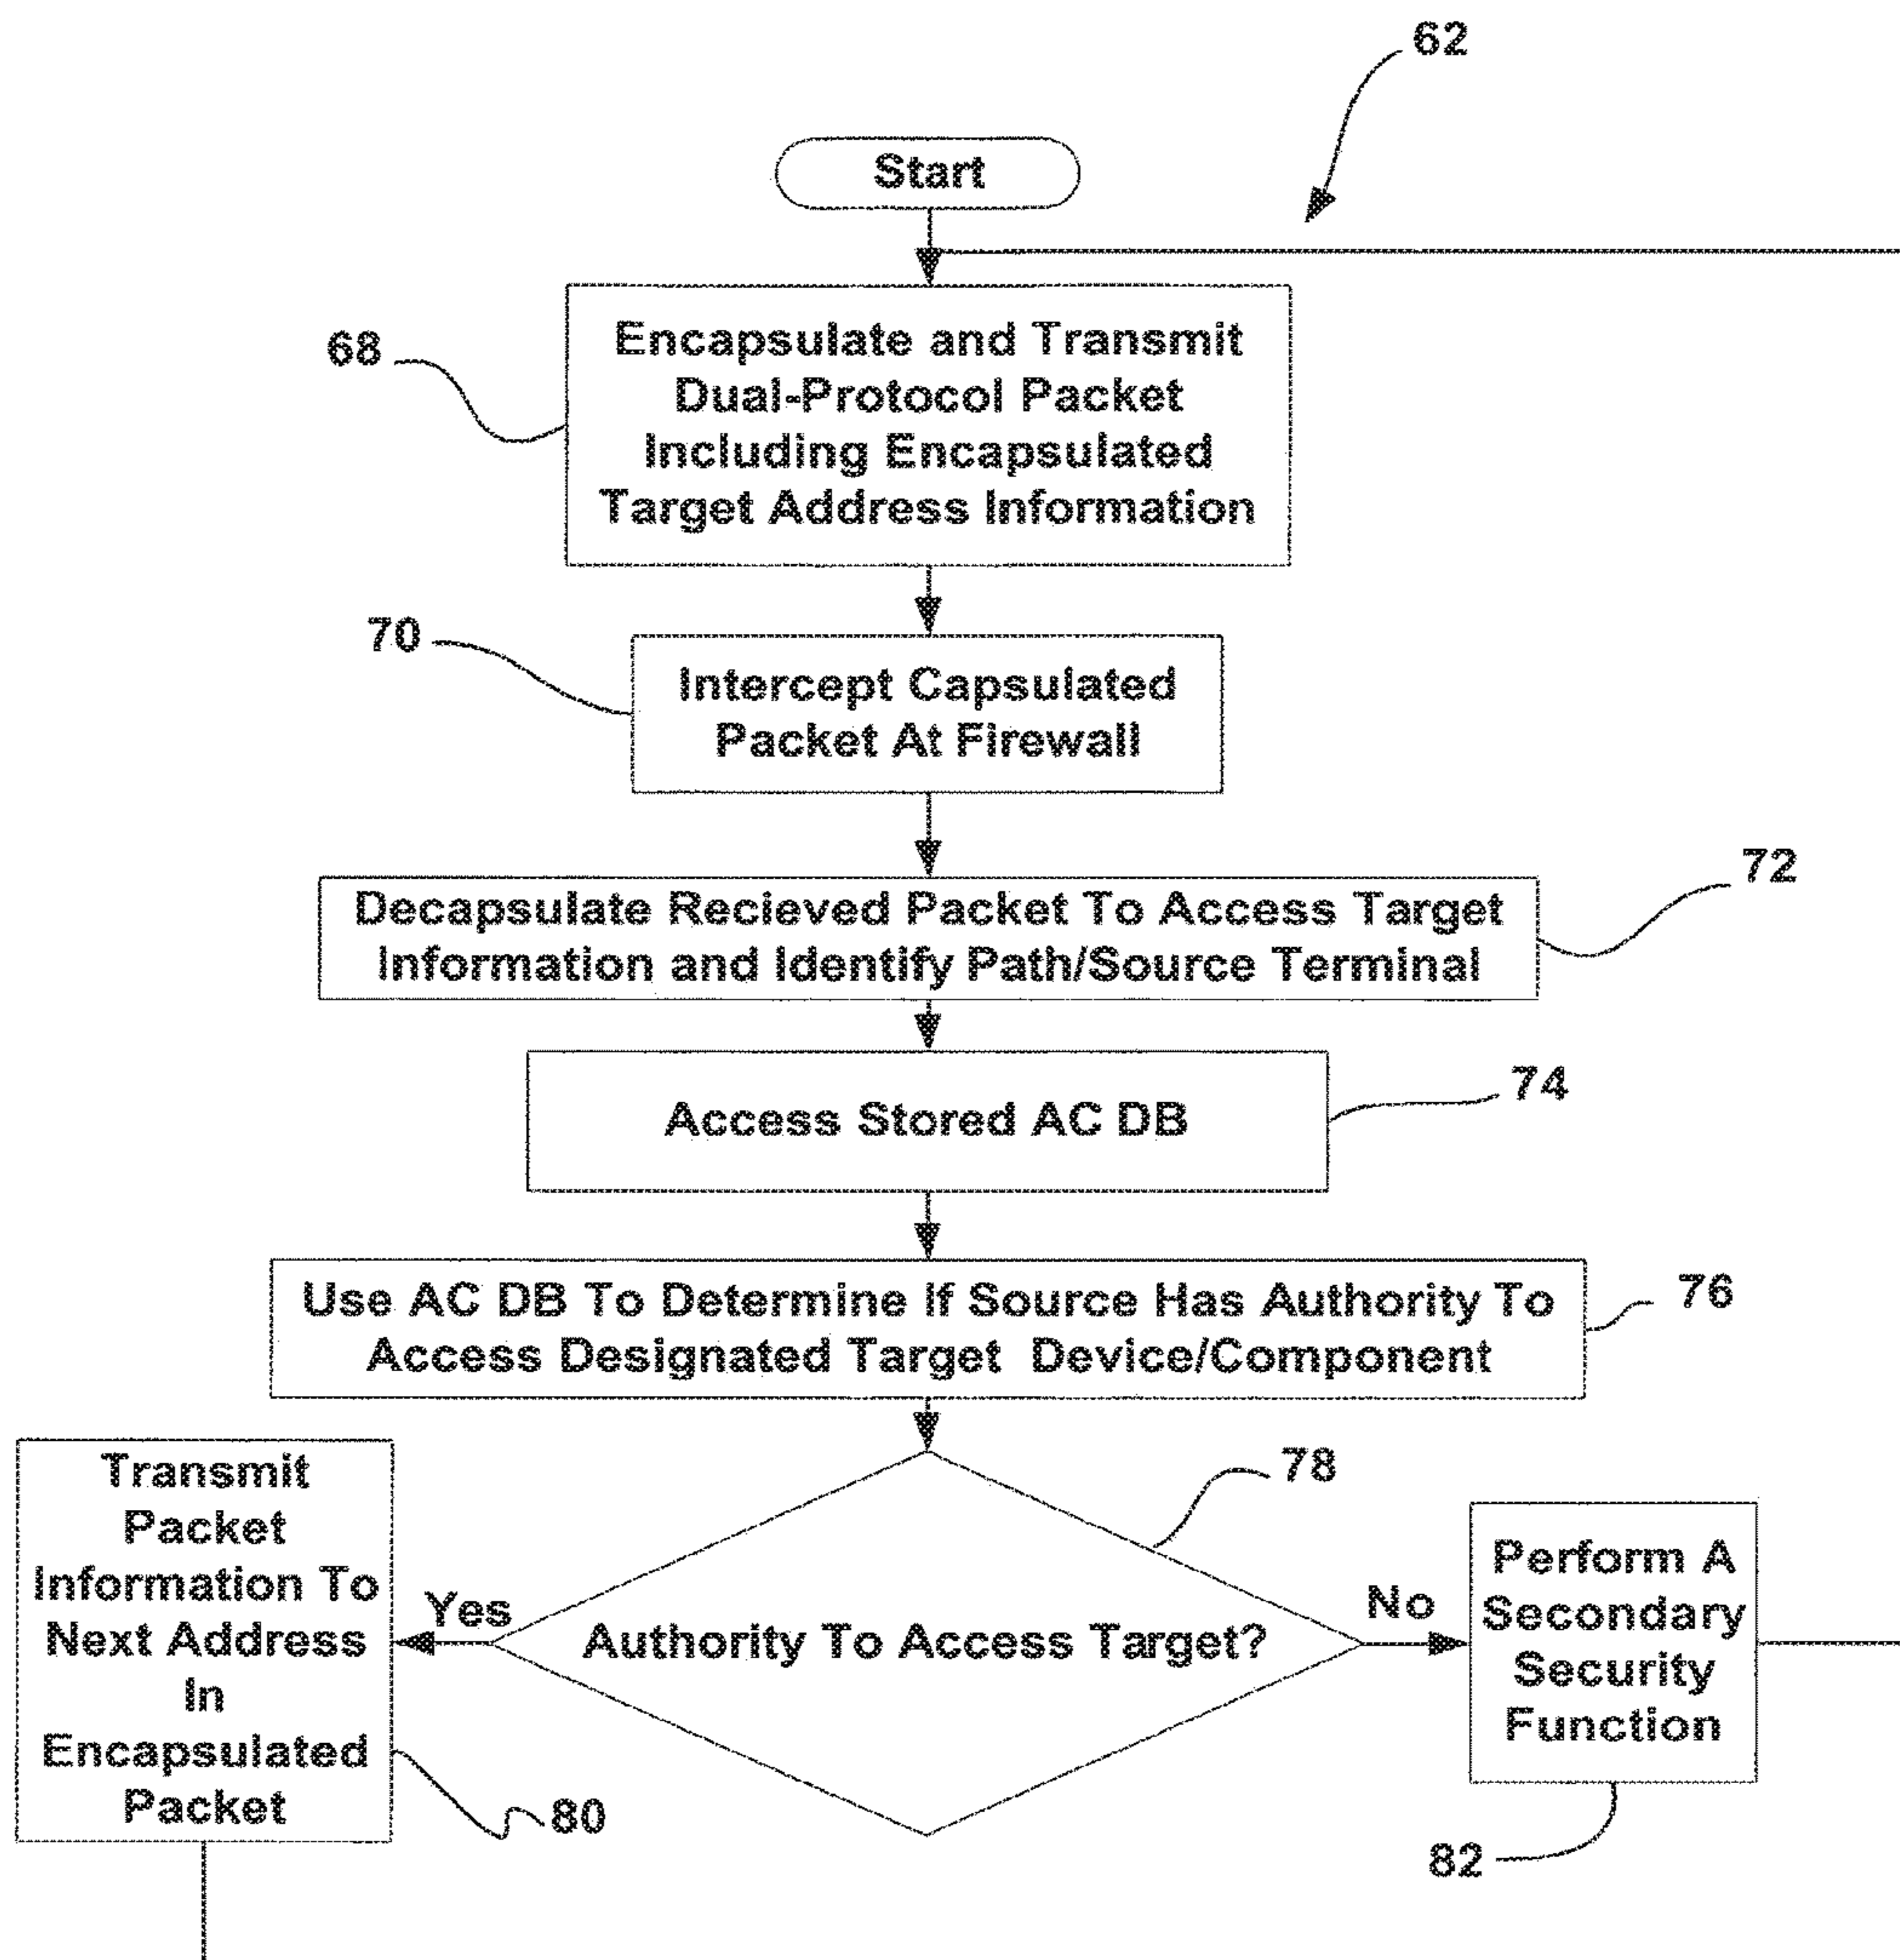 62
Start
68
Encapsulate and Transmit
Dual-Protocol Packet
Including Encapsulated
Target Address Information
70
Intercept Capsulated
Packet At Firewall
72
Decapsulate Recieved Packet To Access Target
Information and Identify Path/Source Terminal
74
Access Stored AC DB
76
Use AC DB To Determine If Source Has Authority To
Access Designated Target Device/Component
78
Transmit
Packet
Information To
Next Address
In
Encapsulated
Packet
80
Yes
Authority To Access Target?
No
Perform A
Secondary
Security
Function
82